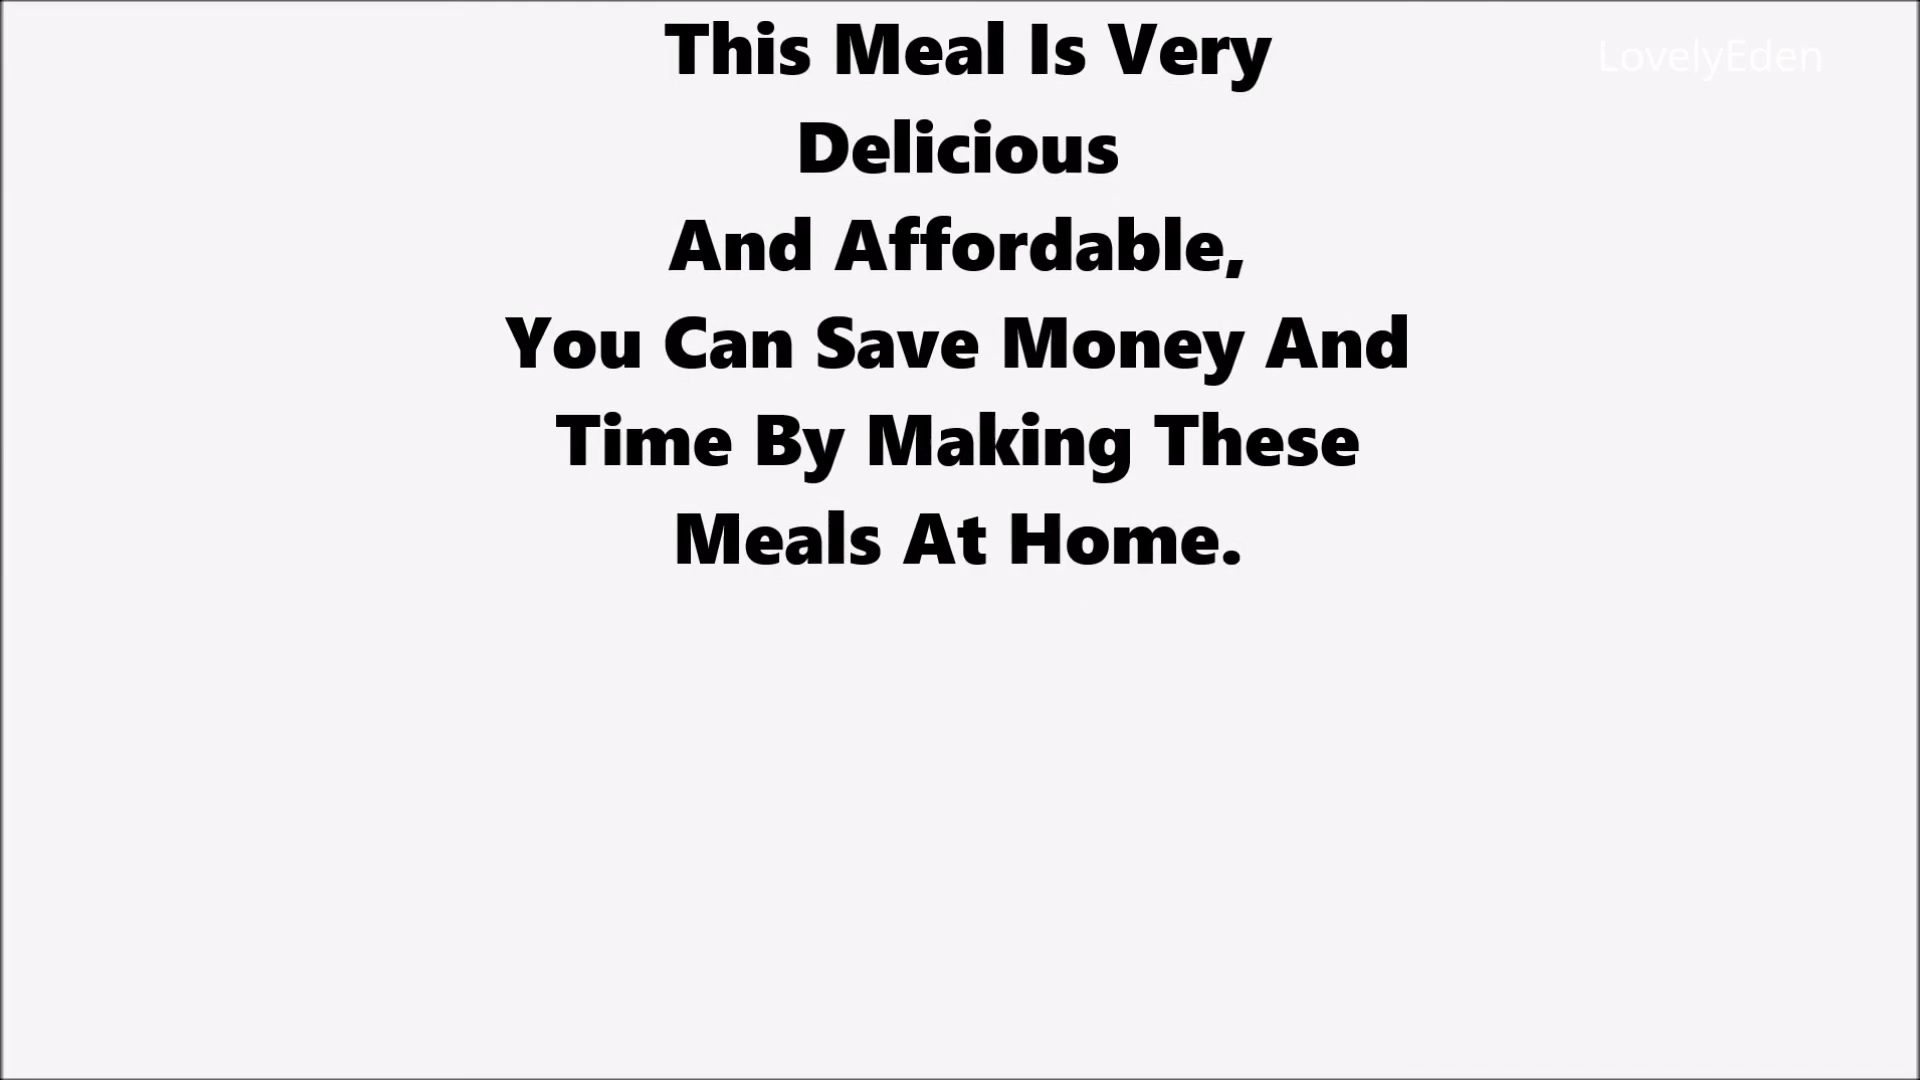 This Meal Is Very
LovelyEden
Delicious
And Affordable,
You Can Save Money And
Time By Making These
Meals At Home.